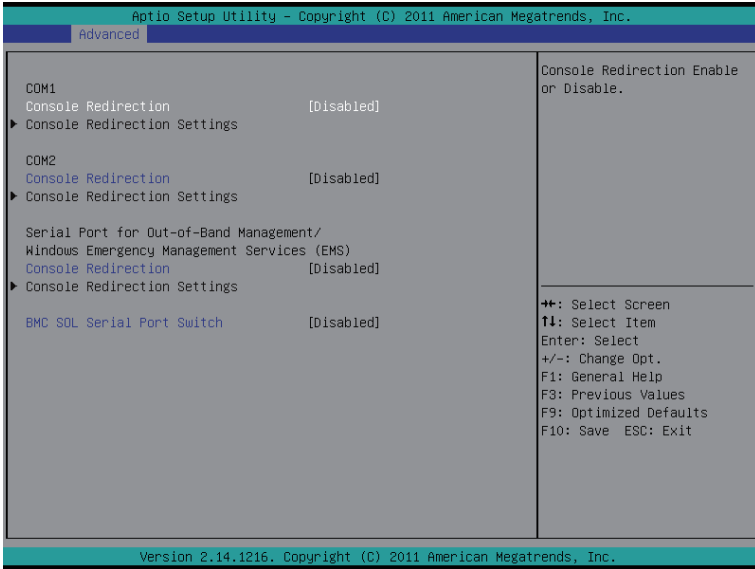 Aptio Setup Utility – Copyright (C) 2011 American Megatrends, Inc.
Advanced
COM1
Console Redirection [Disabled]
▶ Console Redirection Settings
COM2
Console Redirection [Disabled]
▶ Console Redirection Settings
Serial Port for Out-of-Band Management/
Windows Emergency Management Services (EMS)
Console Redirection [Disabled]
▶ Console Redirection Settings
BMC SOL Serial Port Switch [Disabled]
Console Redirection Enable
or Disable.
→←: Select Screen
↑↓: Select Item
Enter: Select
+/-: Change Opt.
F1: General Help
F3: Previous Values
F9: Optimized Defaults
F10: Save ESC: Exit
Version 2.14.1216. Copyright (C) 2011 American Megatrends, Inc.